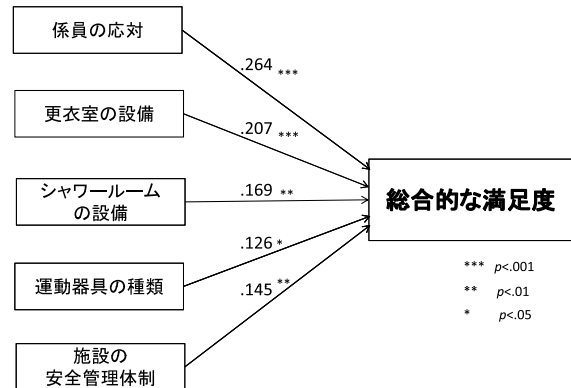 係員の応対
.264 ***
更衣室の設備
.207 ***
シャワールーム
の設備
.169 **
総合的な満足度
.126 *
運動器具の種類
.145 **
*** p<.001
** p<.01
* p<.05
施設の
安全管理体制